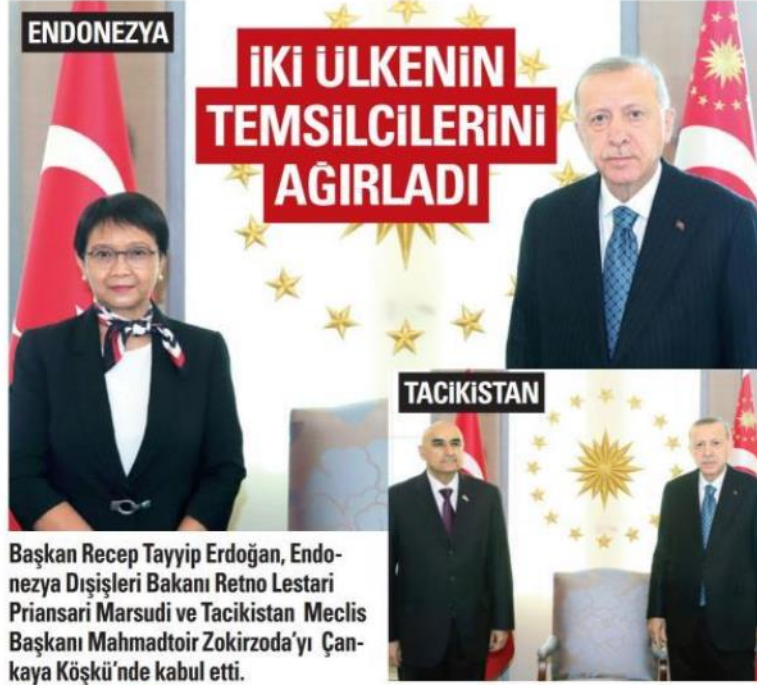 ENDONEZYA
İKİ ÜLKENİN
TEMSİLCİLERİNİ
AĞIRLADI
TACİKİSTAN
Başkan Recep Tayyip Erdoğan, Endo-
nezya Dışişleri Bakanı Retno Lestari
Priansari Marsudi ve Tacikistan Meclis
Başkanı Mahmadtoir Zokirzoda'yı Çan-
kaya Köşkü'nde kabul etti.